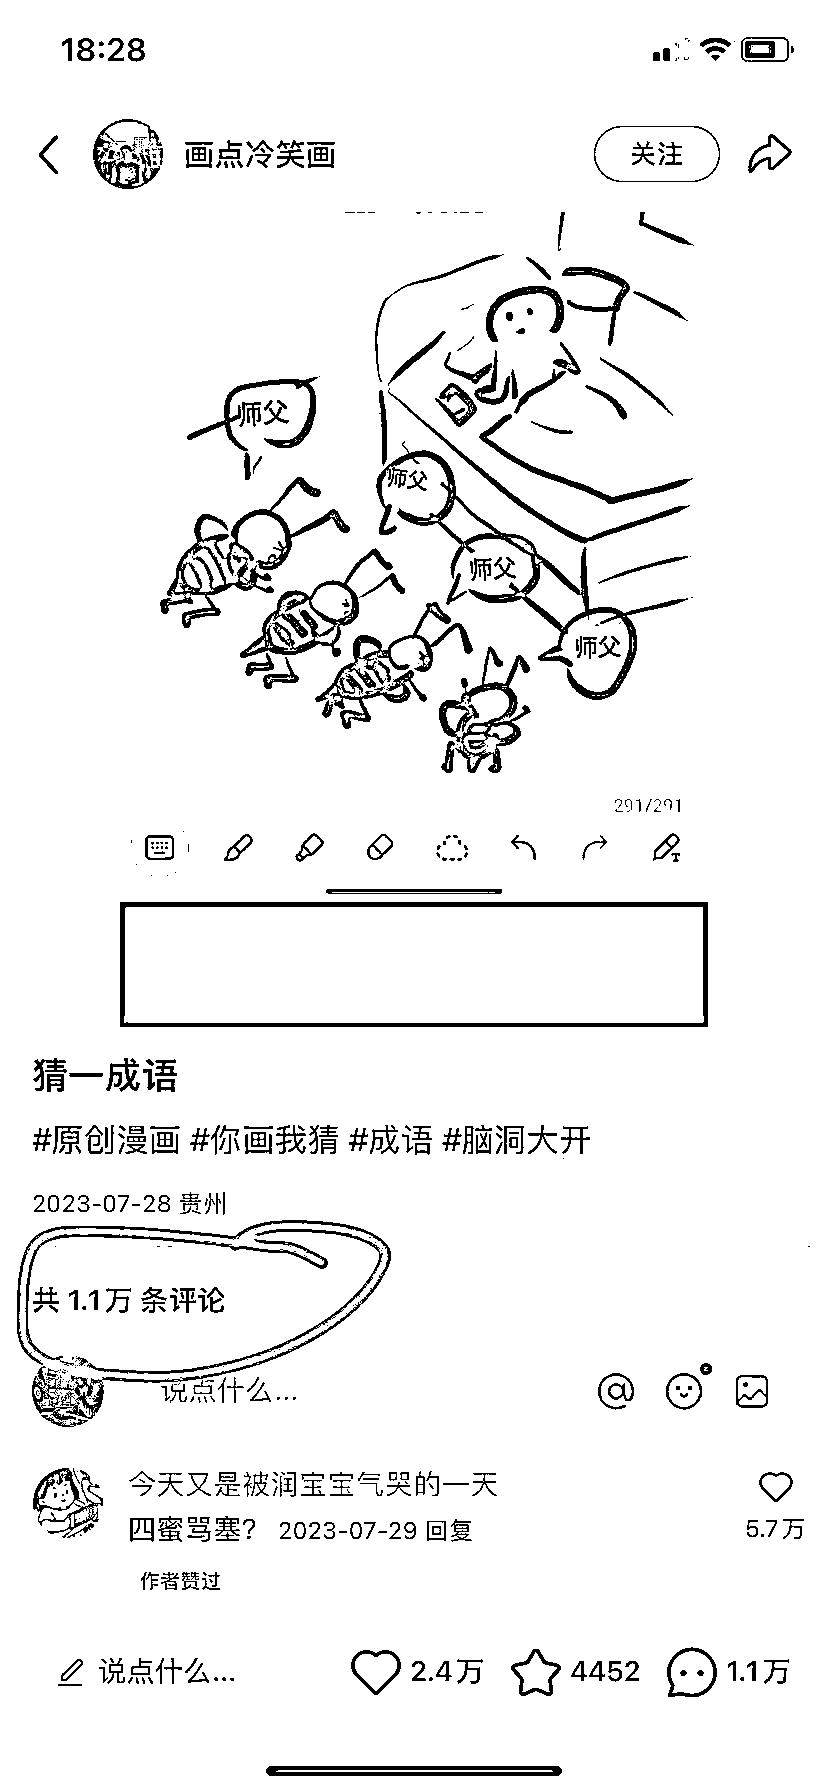 18:28
画点冷笑画
关注
师父
师父
师父
师父
291/291
猜一成语
#原创漫画 #你画我猜 #成语 #脑洞大开
2023-07-28 贵州
共 1.1万 条评论
说点什么...
今天又是被润宝宝气哭的一天
四蜜骂塞? 2023-07-29 回复
5.7万
作者赞过
说点什么...
2.4万
4452
1.1万